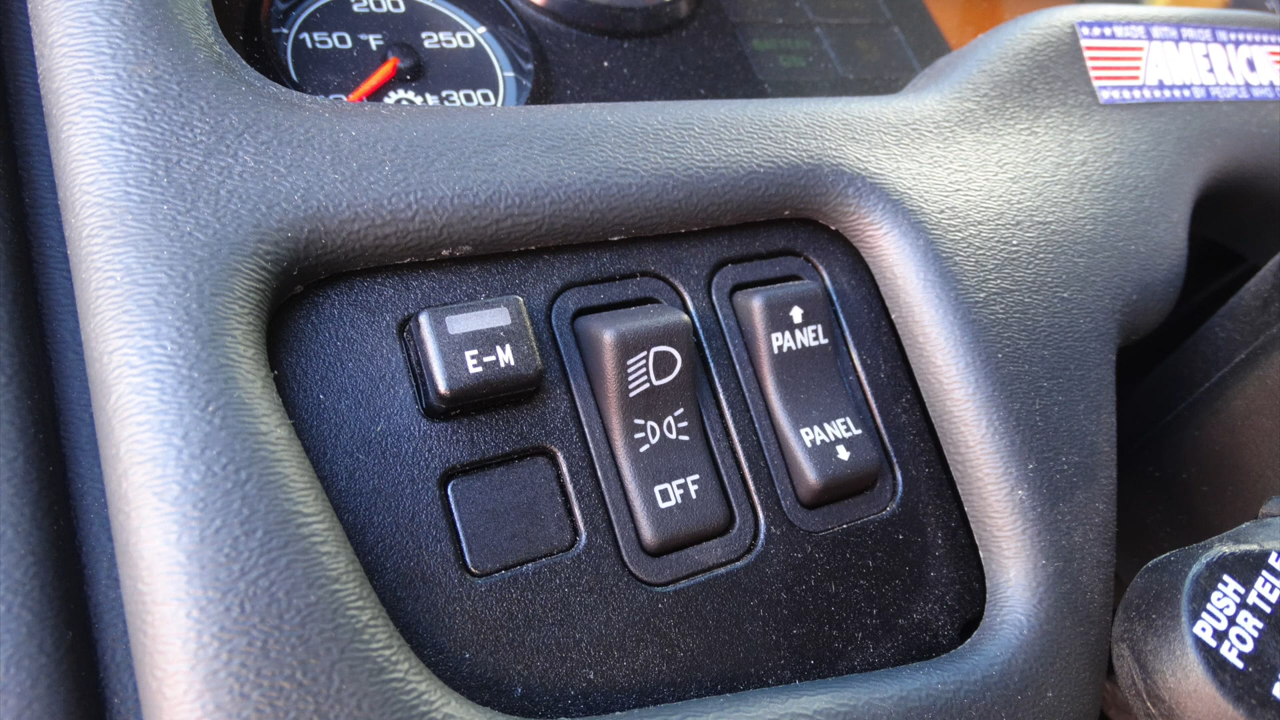 200
150 °F 250
300
MADE WITH PRIDE IN
AMERICA
BY PEOPLE WHO
E-M
PANEL
PANEL
OFF
PUSH
FOR TELE